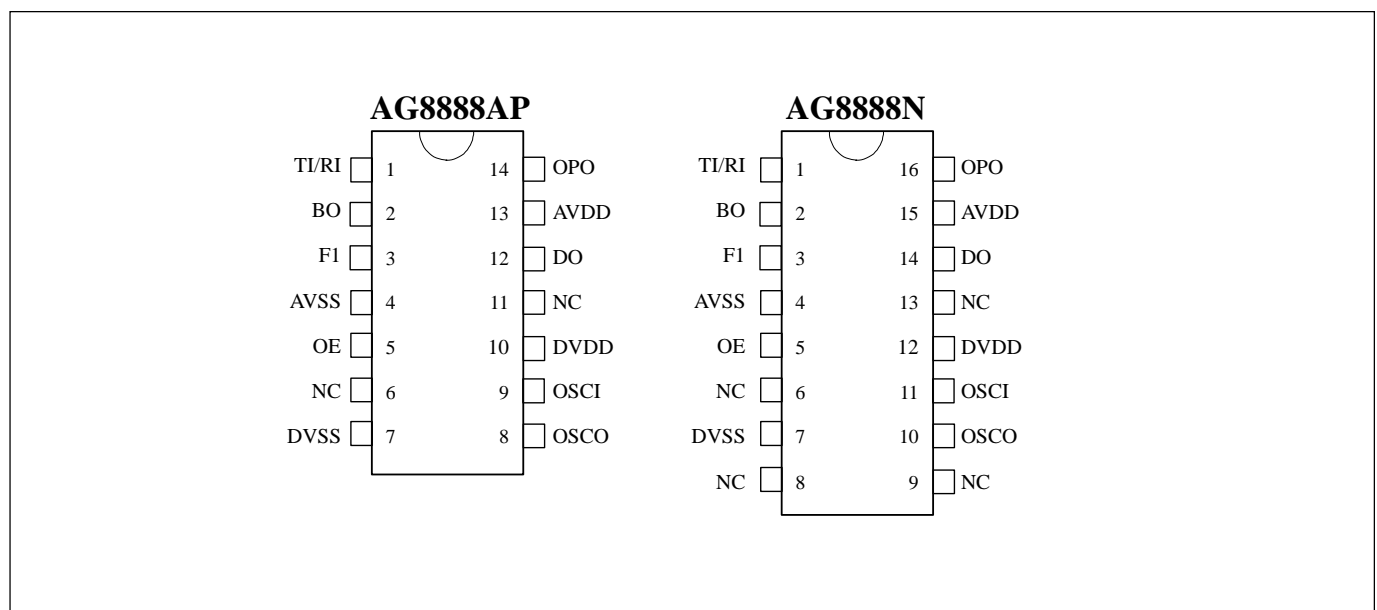 AG8888AP AG8888N
TI/RI 1 14 OPO TI/RI 1 16 OPO
BO 2 13 AVDD BO 2 15 AVDD
F1 3 12 DO F1 3 14 DO
AVSS 4 11 NC AVSS 4 13 NC
OE 5 10 DVDD OE 5 12 DVDD
NC 6 9 OSCI NC 6 11 OSCI
DVSS 7 8 OSCO DVSS 7 10 OSCO
NC 8 9 NC